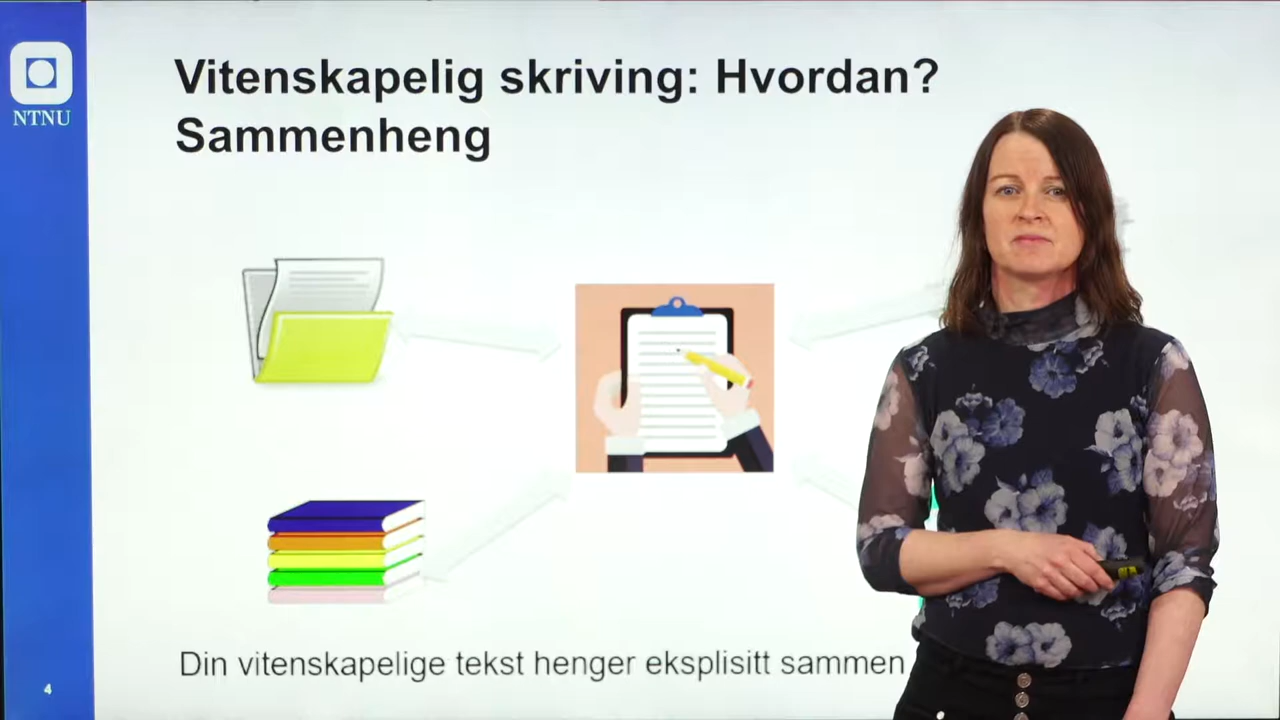 Vitenskapelig skriving: Hvordan?
Sammenheng
NTNU
Din vitenskapelige tekst henger eksplisitt sammen
4